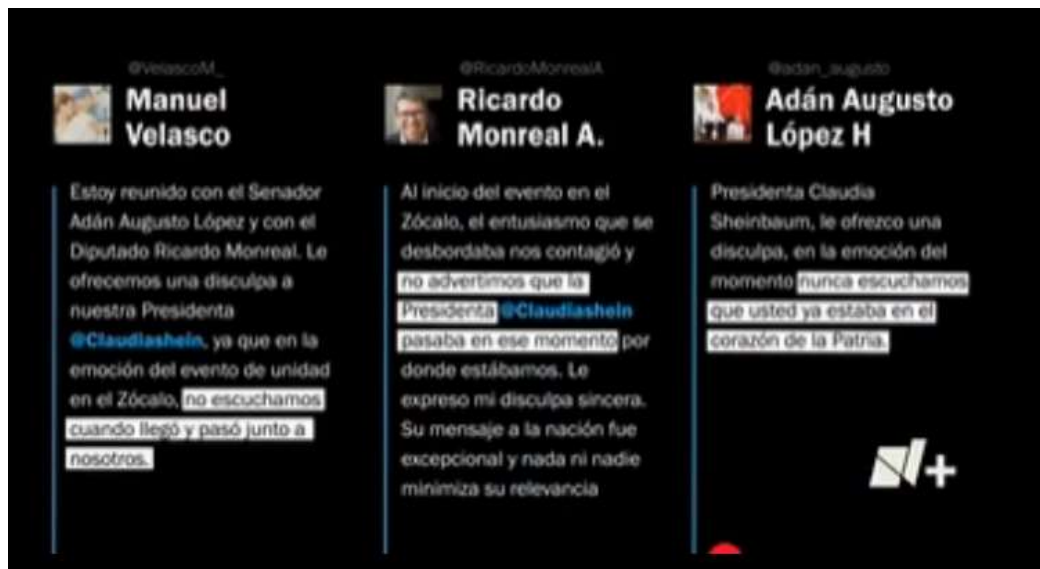 @VelascoM_
Manuel
Velasco
Estoy reunido con el Senador
Adán Augusto López y con el
Diputado Ricardo Monreal. Le
ofrecemos una disculpa a
nuestra Presidenta
@Claudiashein, ya que en la
emoción del evento de unidad
en el Zócalo, no escuchamos
cuando llegó y pasó junto a
nosotros.
@RicardoMonrealA
Ricardo
Monreal A.
Al inicio del evento en el
Zócalo, el entusiasmo que se
desbordaba nos contagió y
no advertimos que la
Presidenta @Claudiashein
pasaba en ese momento por
donde estábamos. Le
expreso mi disculpa sincera.
Su mensaje a la nación fue
excepcional y nada ni nadie
minimiza su relevancia
@adan_augusto
Adán Augusto
López H
Presidenta Claudia
Sheinbaum, le ofrezco una
disculpa, en la emoción del
momento nunca escuchamos
que usted ya estaba en el
corazón de la Patria.
N+